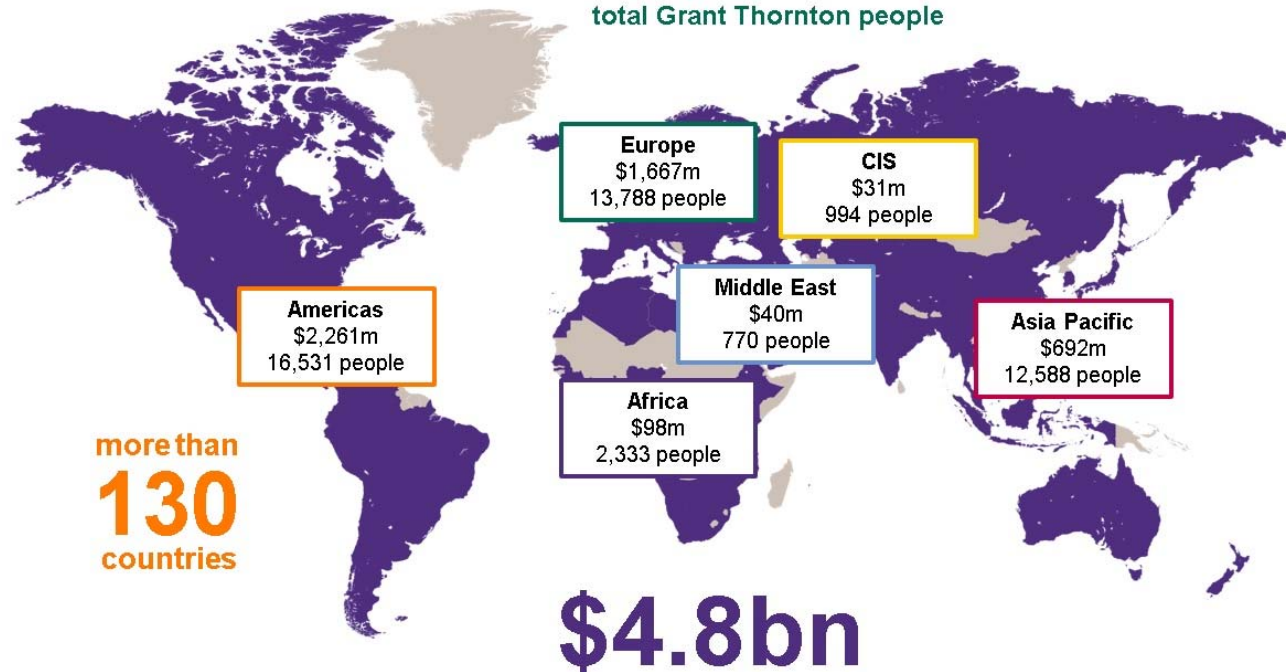 total Grant Thornton people
Europe
$1,667m
13,788 people
CIS
$31m
994 people
Americas
$2,261m
16,531 people
Middle East
$40m
770 people
Asia Pacific
$692m
12,588 people
Africa
$98m
2,333 people
more than
130
countries
$4.8bn